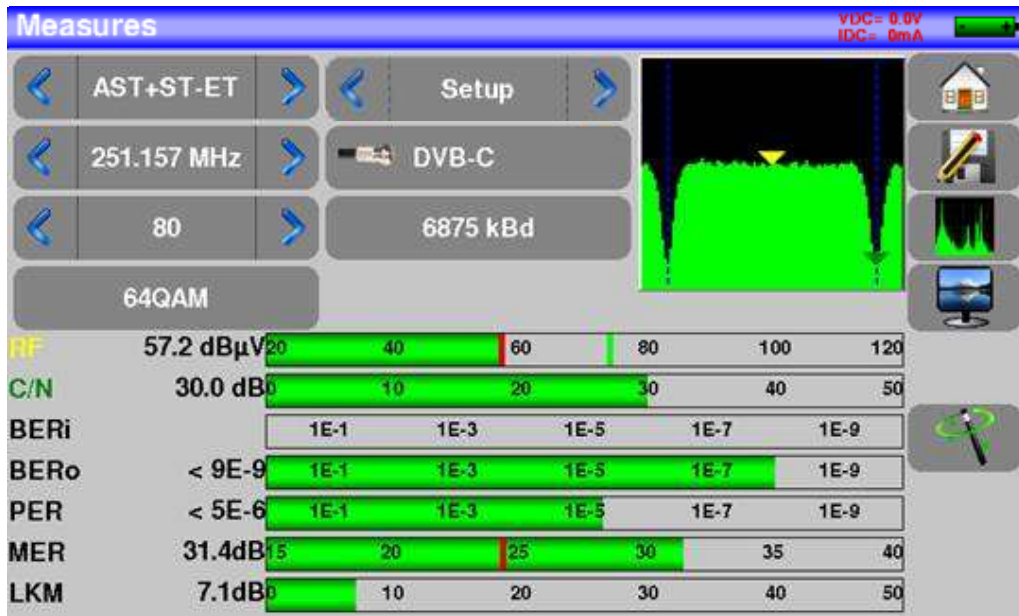 Measures
VDC= 0.0V
IDC= 0mA
AST+ST-ET
Setup
251.157 MHz
DVB-C
80
6875 kBd
64QAM
RF 57.2 dBµV 20 40 60 80 100 120
C/N 30.0 dB 0 10 20 30 40 50
BERi 1E-1 1E-3 1E-5 1E-7 1E-9
BERo < 9E-9 1E-1 1E-3 1E-5 1E-7 1E-9
PER < 5E-6 1E-1 1E-3 1E-5 1E-7 1E-9
MER 31.4dB 15 20 25 30 35 40
LKM 7.1dB 0 10 20 30 40 50